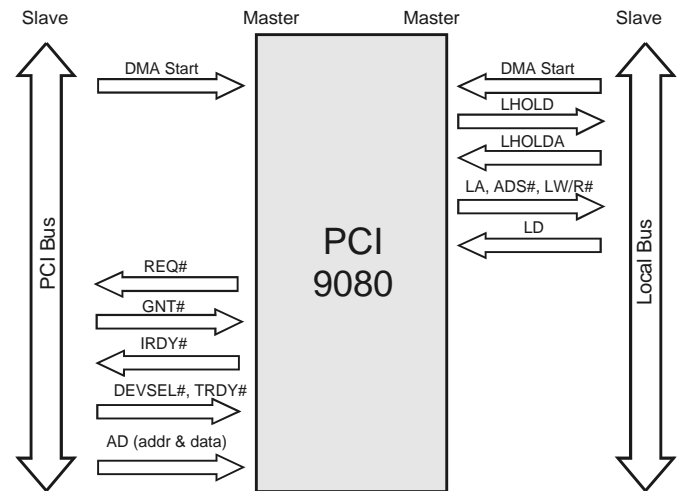 Slave Master Master Slave
DMA Start DMA Start
LHOLD
LHOLDA
LA, ADS#, LW/R#
LD
PCI Bus
PCI
9080
Local Bus
REQ#
GNT#
IRDY#
DEVSEL#, TRDY#
AD (addr & data)